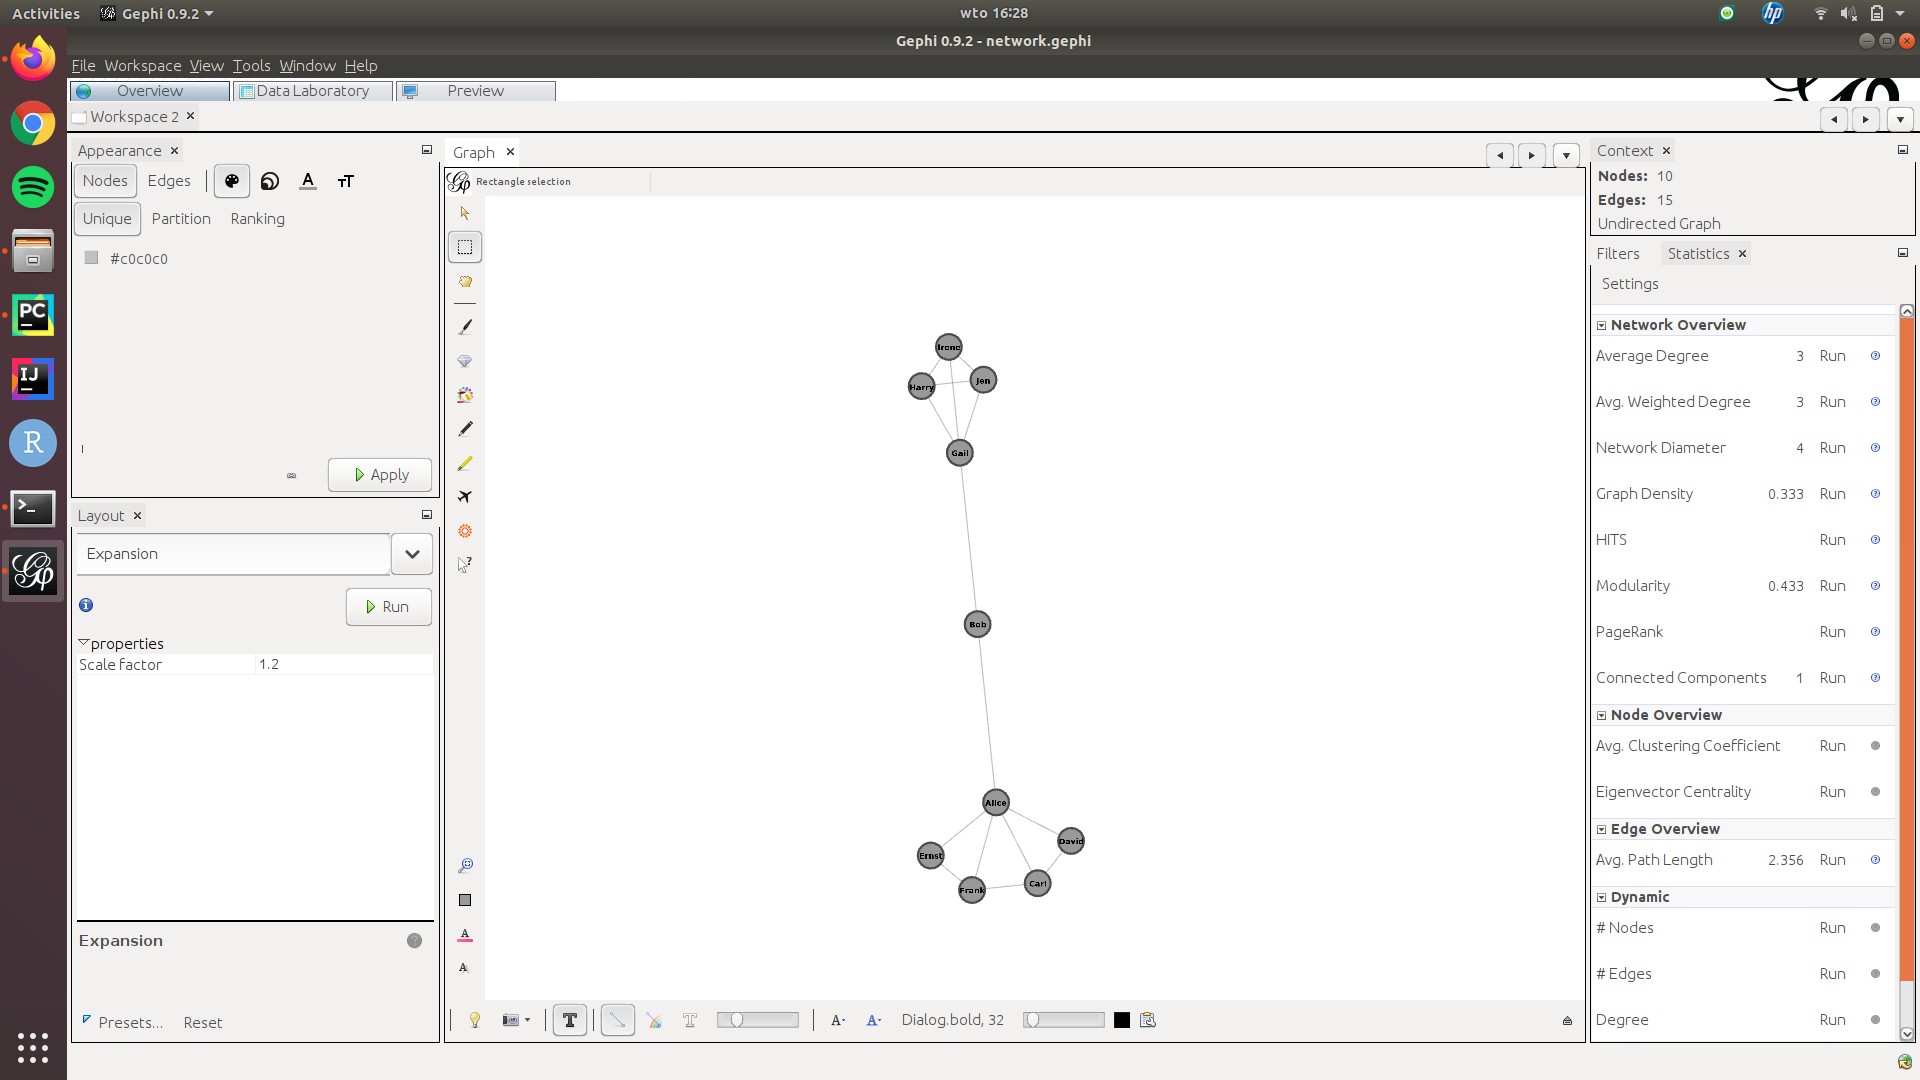 Activities Gephi 0.9.2 wto 16:28
Gephi 0.9.2 - network.gephi
File Workspace View Tools Window Help
Overview Data Laboratory Preview
Workspace 2
Appearance
Nodes Edges
Unique Partition Ranking
#c0c0c0
Apply
Layout
Expansion
Run
properties
Scale factor 1.2
Expansion
Presets... Reset
Graph
Rectangle selection
Irene
Harry
Jen
Gail
Bob
Alice
David
Ernst
Frank
Carl
Dialog.bold, 32
Context
Nodes: 10
Edges: 15
Undirected Graph
Filters Statistics
Settings
Network Overview
Average Degree 3 Run
Avg. Weighted Degree 3 Run
Network Diameter 4 Run
Graph Density 0.333 Run
HITS Run
Modularity 0.433 Run
PageRank Run
Connected Components 1 Run
Node Overview
Avg. Clustering Coefficient Run
Eigenvector Centrality Run
Edge Overview
Avg. Path Length 2.356 Run
Dynamic
# Nodes Run
# Edges Run
Degree Run
hp
PC
IJ
R